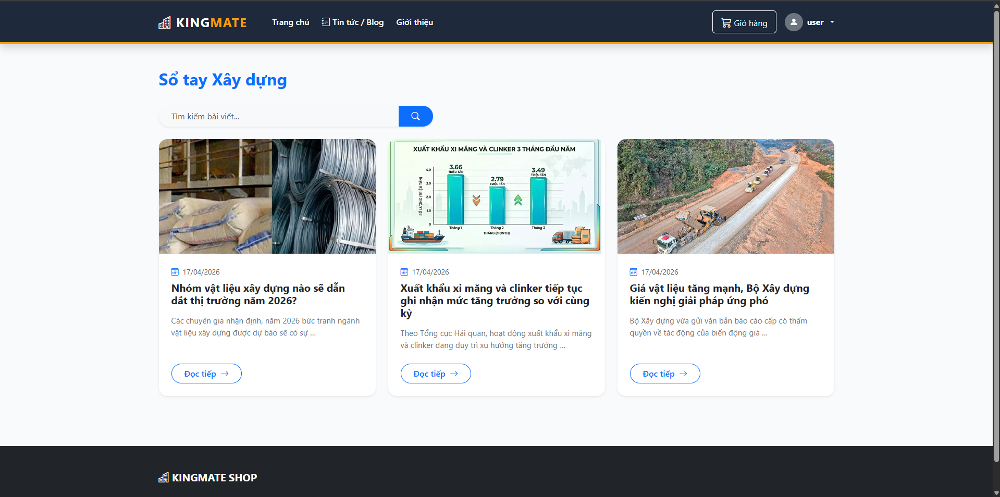 KINGMATE
Trang chủ
Tin tức / Blog
Giới thiệu
Giỏ hàng
user
Sổ tay Xây dựng
Tìm kiếm bài viết...
XUẤT KHẨU XI MĂNG VÀ CLINKER 3 THÁNG ĐẦU NĂM
SỐ LƯỢNG (TRIỆU TẤN)
4.0
3.0
2.0
1.0
0
3.66
TRIỆU TẤN
2.79
TRIỆU TẤN
3.49
TRIỆU TẤN
Tháng 1
Tháng 2
Tháng 3
THÁNG (MONTH)
VNM
17/04/2026
Nhóm vật liệu xây dựng nào sẽ dẫn
dắt thị trường năm 2026?
Các chuyên gia nhận định, năm 2026 bức tranh ngành
vật liệu xây dựng được dự báo sẽ có sự ...
Đọc tiếp
17/04/2026
Xuất khẩu xi măng và clinker tiếp tục
ghi nhận mức tăng trưởng so với cùng
kỳ
Theo Tổng cục Hải quan, hoạt động xuất khẩu xi măng
và clinker đang duy trì xu hướng tăng trưởng ...
Đọc tiếp
17/04/2026
Giá vật liệu tăng mạnh, Bộ Xây dựng
kiến nghị giải pháp ứng phó
Bộ Xây dựng vừa gửi văn bản báo cáo cấp có thẩm
quyền về tác động của biến động giá ...
Đọc tiếp
KINGMATE SHOP